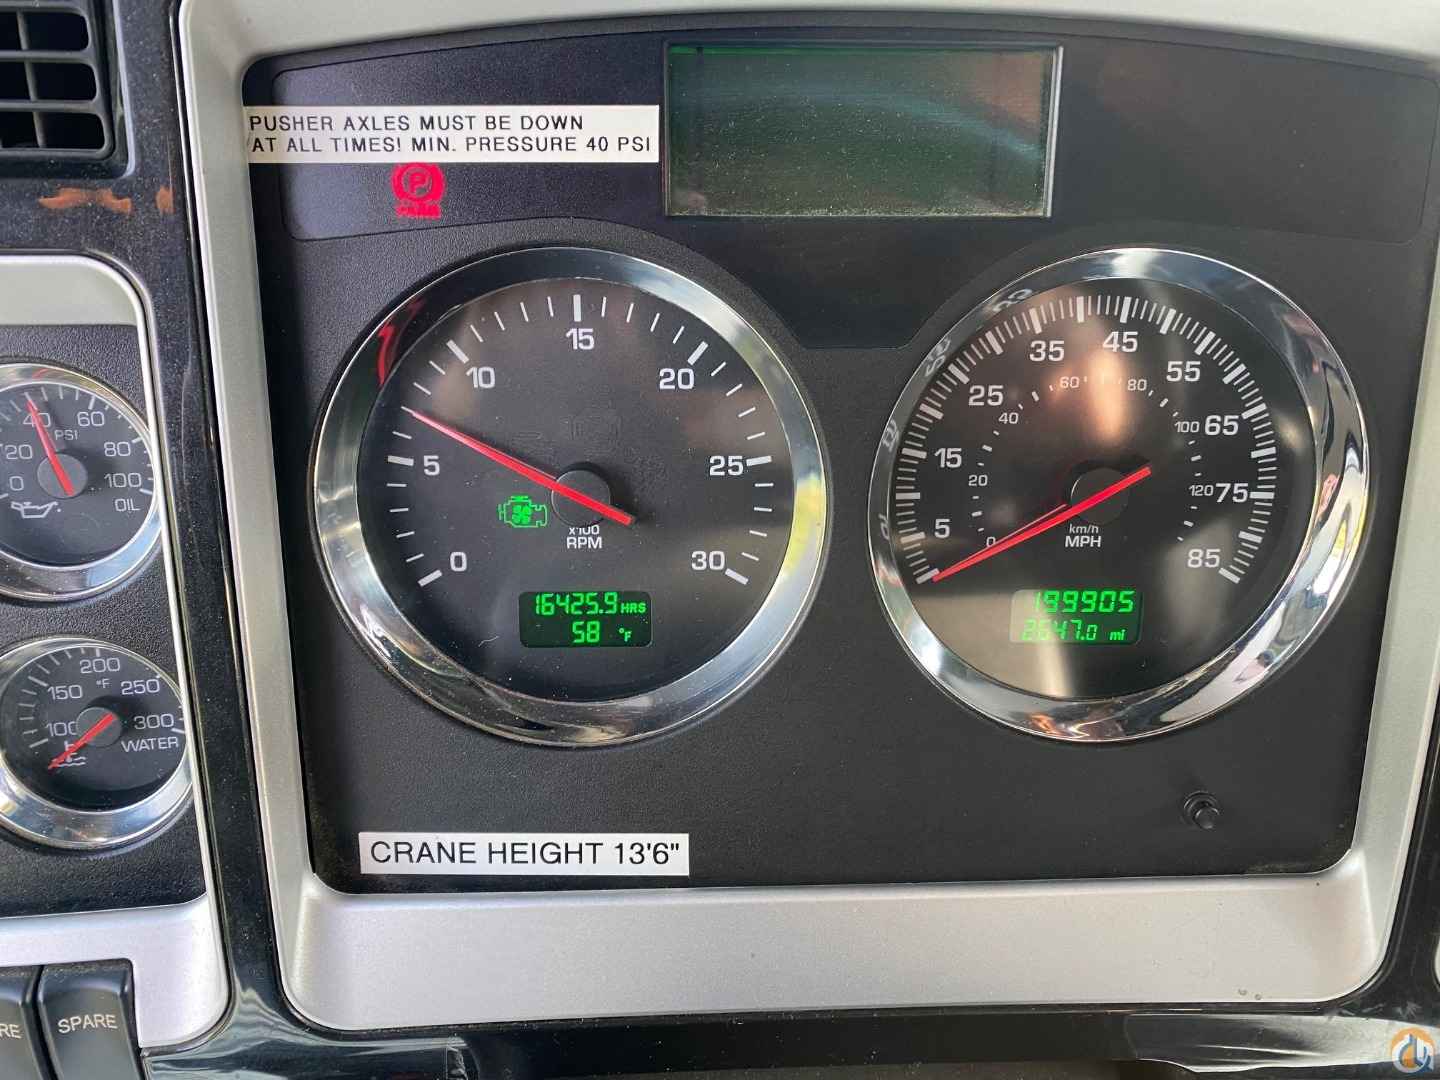 PUSHER AXLES MUST BE DOWN
AT ALL TIMES! MIN. PRESSURE 40 PSI
P
0 20 40 60 80 100
PSI
OIL
0 5 10 15 20 25 30
x100
RPM
16425.9 HRS
58 °F
5 15 25 35 45 55 65 75 85
0 20 40 60 80 100 120
km/h
MPH
199905
2647.0 mi
100 150 200 250 300
°F
WATER
CRANE HEIGHT 13'6"
RE
SPARE